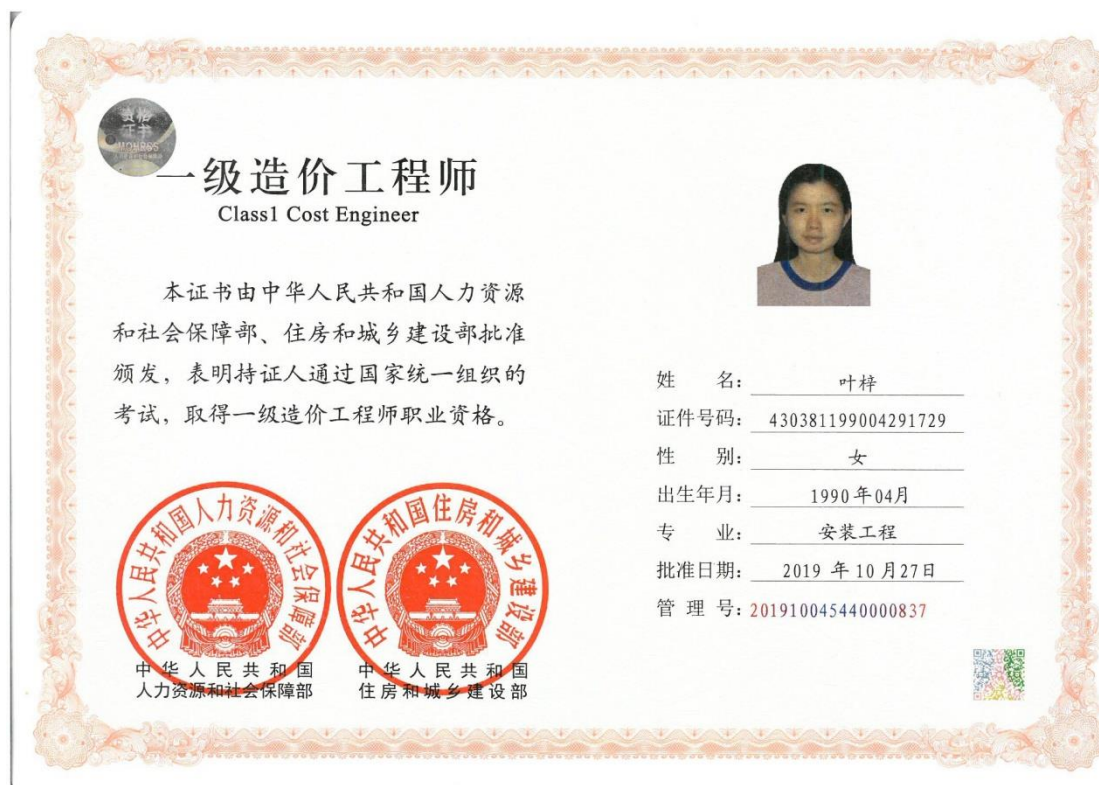 资格
证书
MOHRSS
一级造价工程师
Class1 Cost Engineer
本证书由中华人民共和国人力资源
和社会保障部、住房和城乡建设部批准
颁发，表明持证人通过国家统一组织的
考试，取得一级造价工程师职业资格。
中华人民共和国人力资源和社会保障部
中华人民共和国
人力资源和社会保障部
中华人民共和国住房和城乡建设部
中华人民共和国
住房和城乡建设部
姓 名： 叶梓
证件号码： 430381199004291729
性 别： 女
出生年月： 1990年04月
专 业： 安装工程
批准日期： 2019 年 10月27日
管 理 号：201910045440000837